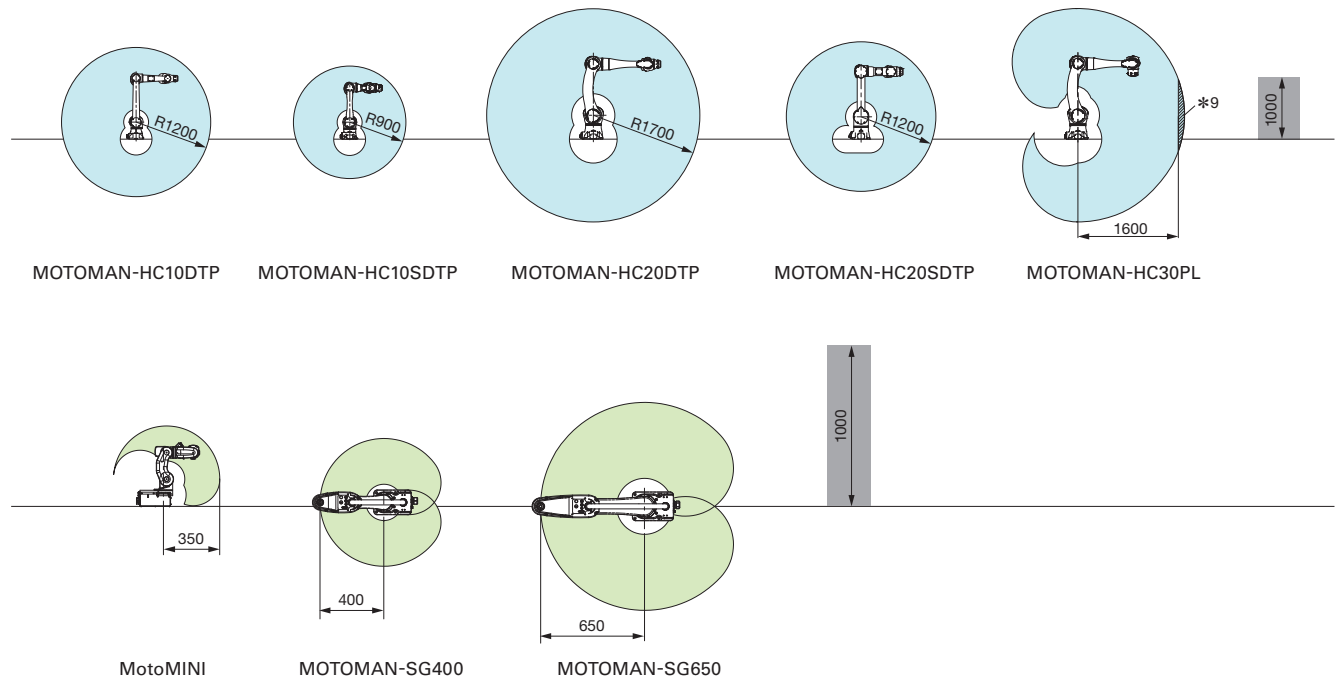 R1200
R900
R1700
R1200
*9
1000
1600
MOTOMAN-HC10DTP
MOTOMAN-HC10SDTP
MOTOMAN-HC20DTP
MOTOMAN-HC20SDTP
MOTOMAN-HC30PL
1000
350
400
650
MotoMINI
MOTOMAN-SG400
MOTOMAN-SG650